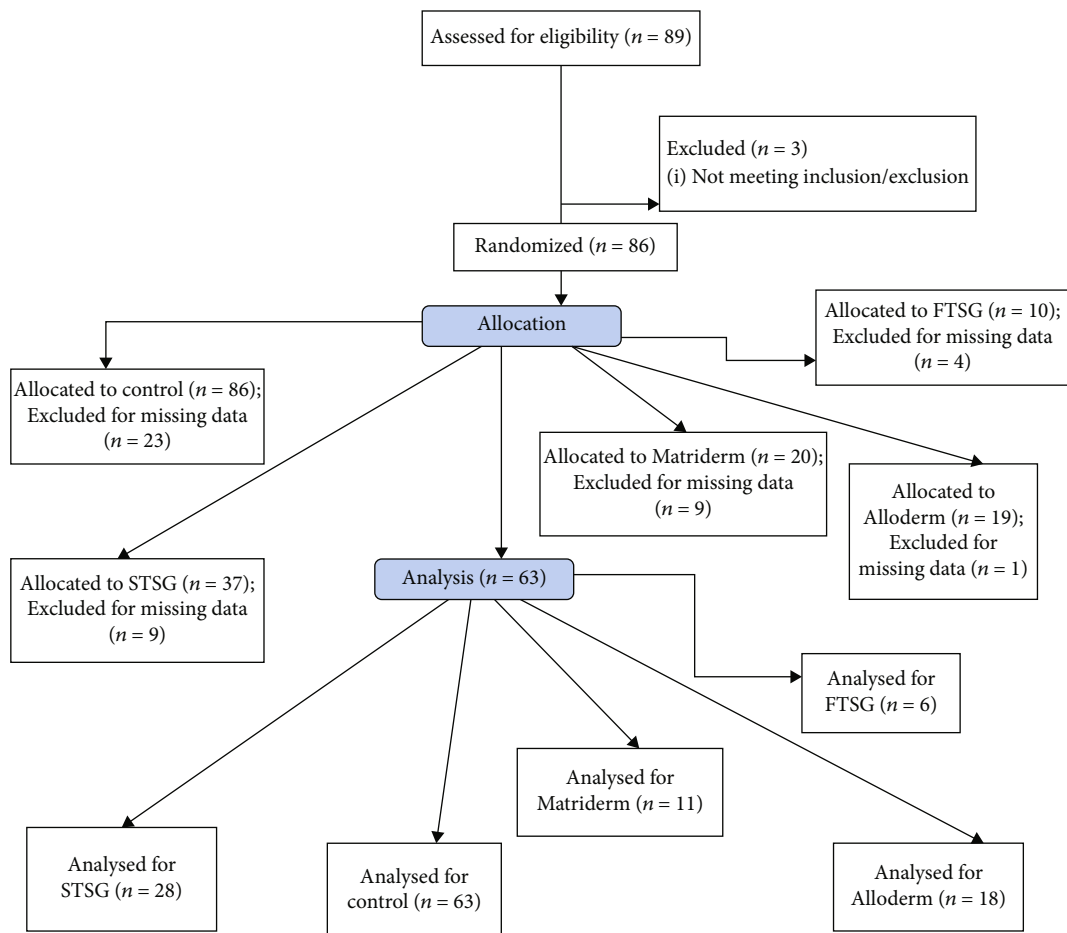 Assessed for eligibility (n = 89)
Excluded (n = 3)
(i) Not meeting inclusion/exclusion
Randomized (n = 86)
Allocation
Allocated to FTSG (n = 10);
Excluded for missing data
(n = 4)
Allocated to control (n = 86);
Excluded for missing data
(n = 23)
Allocated to Matriderm (n = 20);
Excluded for missing data
(n = 9)
Allocated to
Alloderm (n = 19);
Excluded for
missing data (n = 1)
Allocated to STSG (n = 37);
Excluded for missing data
(n = 9)
Analysis (n = 63)
Analysed for
FTSG (n = 6)
Analysed for
Matriderm (n = 11)
Analysed for
STSG (n = 28)
Analysed for
control (n = 63)
Analysed for
Alloderm (n = 18)